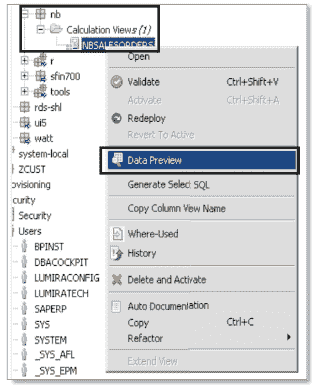 nb
Calculation Views (1)
NBSALESORDERS
r
sfin700
tools
rds-shl
ui5
watt
system-local
ZCUST
ovisioning
curity
Security
Users
BPINST
DBACOCKPIT
LUMIRACONFIG
LUMIRATECH
SAPERP
SYS
SYSTEM
_SYS_AFL
_SYS_EPM
Open
Validate Ctrl+Shift+V
Activate Ctrl+Shift+A
Redeploy
Revert To Active
Data Preview
Generate Select SQL
Copy Column View Name
Where-Used
History
Delete and Activate
Auto Documentation
Copy Ctrl+C
Refactor
Extend View